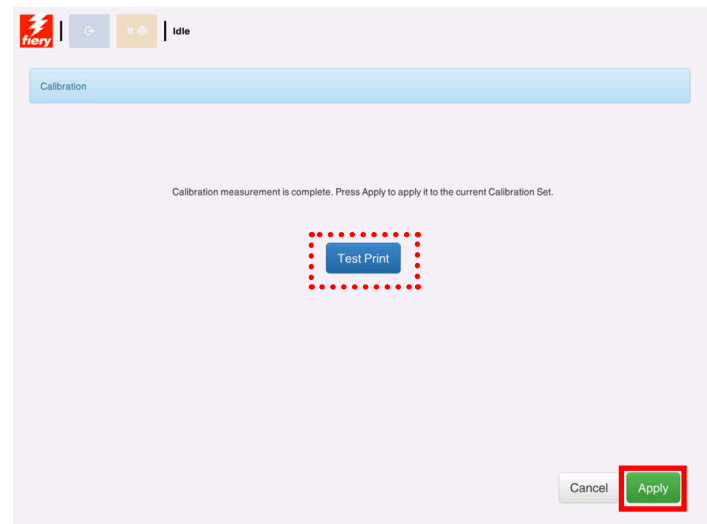 fiery
Idle
Calibration
Calibration measurement is complete. Press Apply to apply it to the current Calibration Set.
Test Print
Cancel
Apply